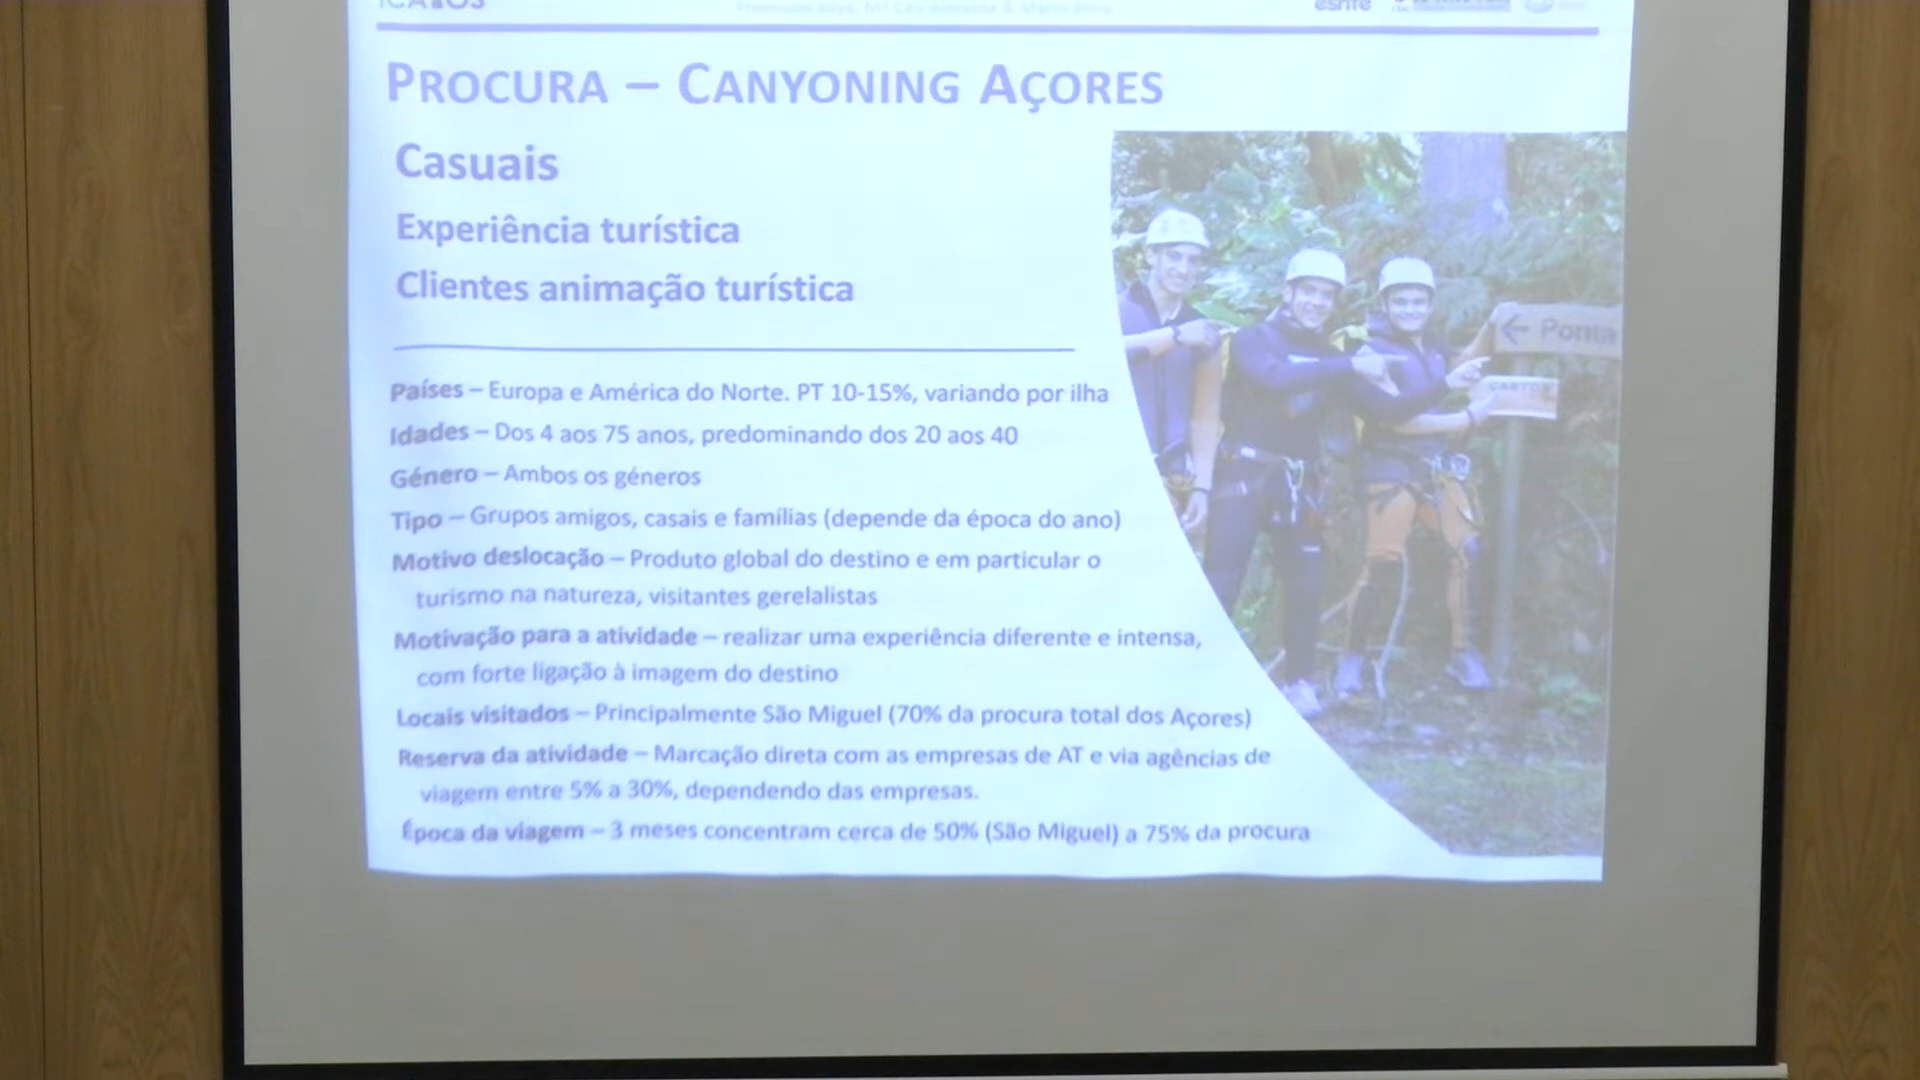 PROCURA – CANYONING AÇORES
Casuais
Experiência turística
Clientes animação turística
Países – Europa e América do Norte. PT 10-15%, variando por ilha
Idades – Dos 4 aos 75 anos, predominando dos 20 aos 40
Género – Ambos os géneros
Tipo – Grupos amigos, casais e famílias (depende da época do ano)
Motivo deslocação – Produto global do destino e em particular o
turismo na natureza, visitantes gerelalistas
Motivação para a atividade – realizar uma experiência diferente e intensa,
com forte ligação à imagem do destino
Locais visitados – Principalmente São Miguel (70% da procura total dos Açores)
Reserva da atividade – Marcação direta com as empresas de AT e via agências de
viagem entre 5% a 30%, dependendo das empresas.
Época da viagem – 3 meses concentram cerca de 50% (São Miguel) a 75% da procura
← Ponta